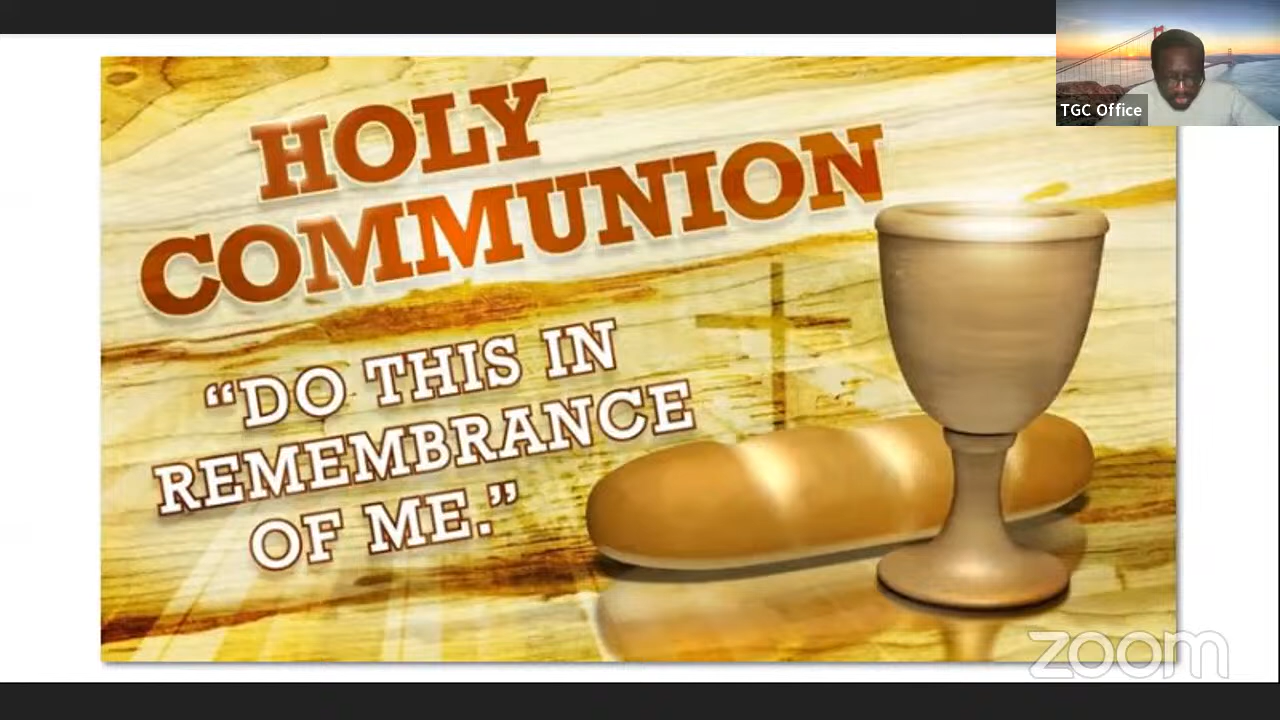 HOLY
COMMUNION
“DO THIS IN
REMEMBRANCE
OF ME.”
TGC Office
zoom